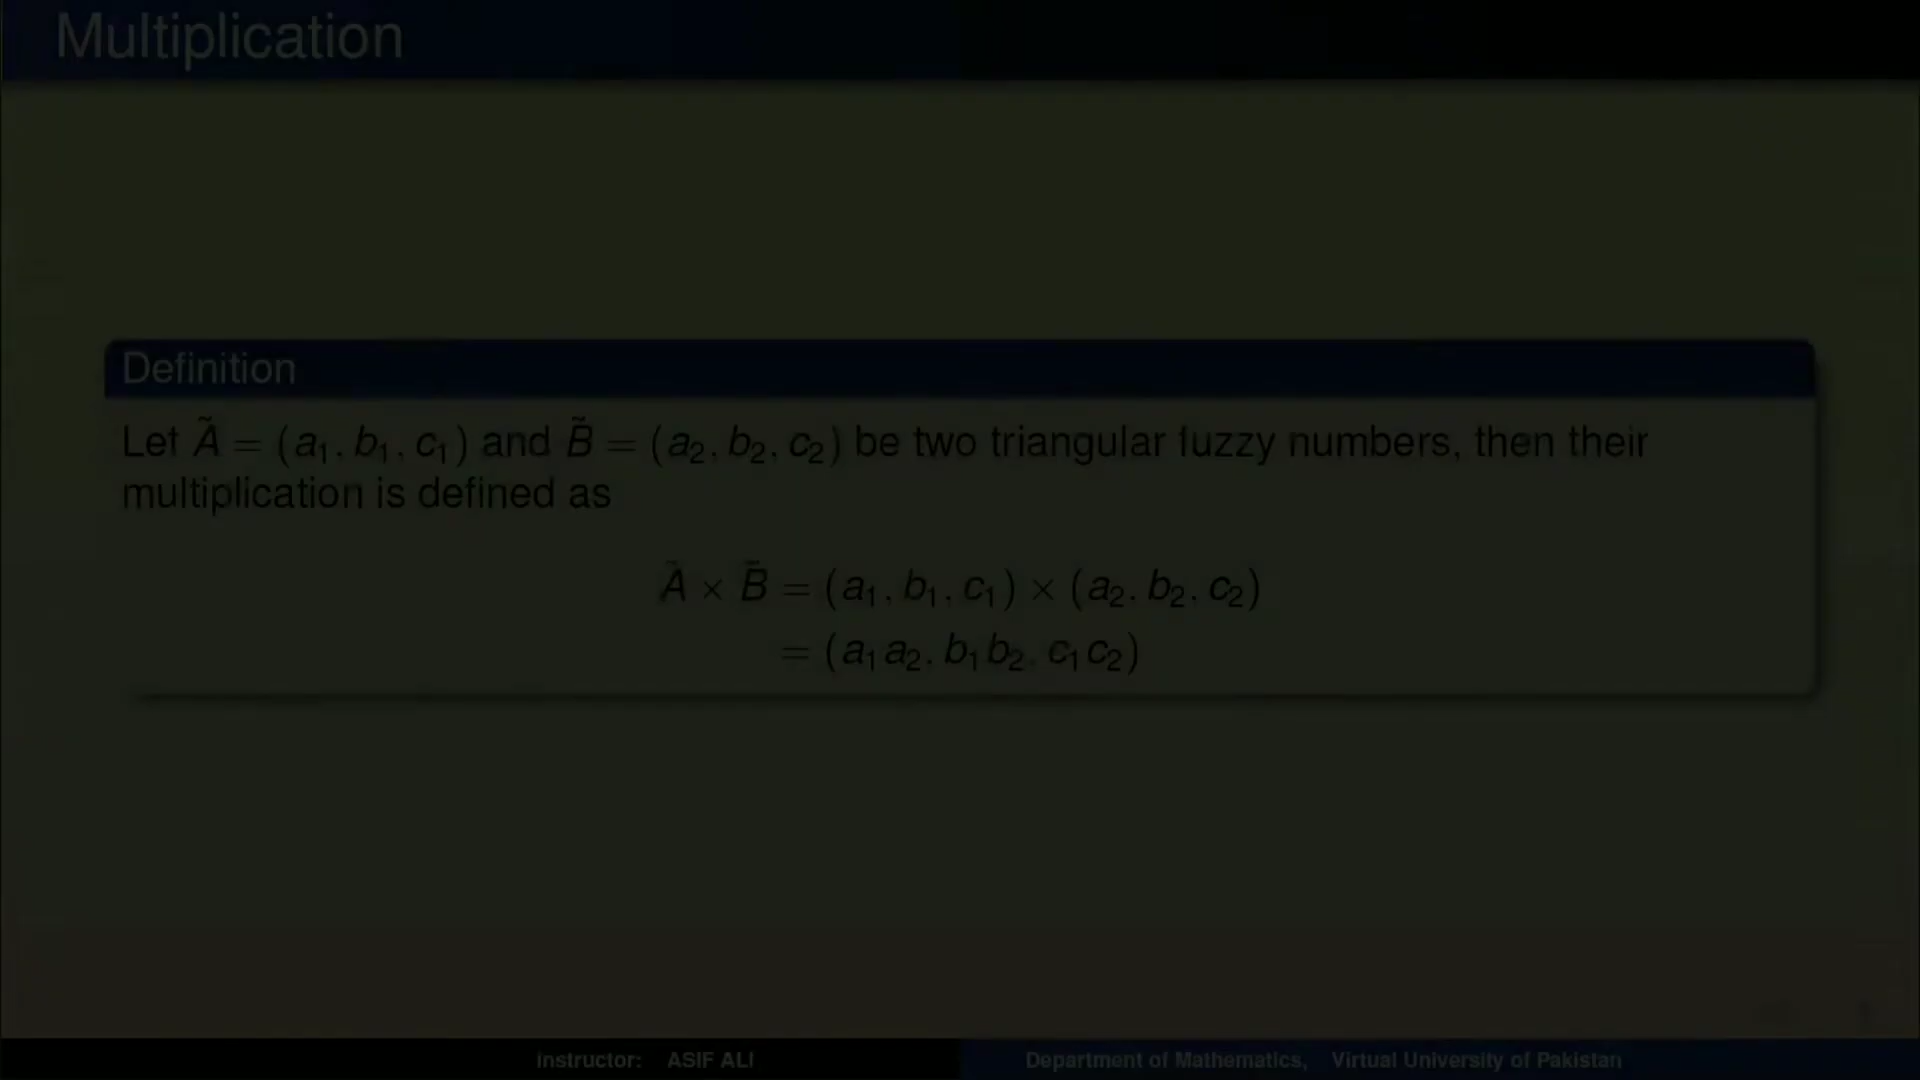 Multiplication
Definition
Let Ã = (a₁, b₁, c₁) and B̃ = (a₂, b₂, c₂) be two triangular fuzzy numbers, then their
multiplication is defined as
Ã × B̃ = (a₁, b₁, c₁) × (a₂, b₂, c₂)
= (a₁a₂, b₁b₂, c₁c₂)
instructor: ASIF ALI Department of Mathematics, Virtual University of Pakistan